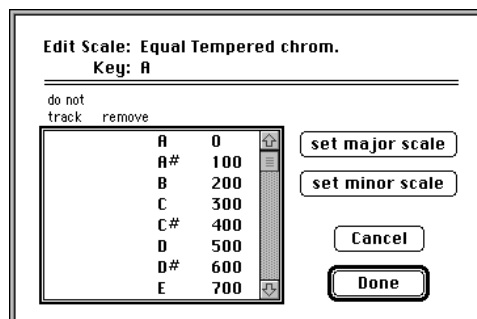 Edit Scale: Equal Tempered chrom.
Key: A
do not
track remove
A 0
A# 100
B 200
C 300
C# 400
D 500
D# 600
E 700
set major scale
set minor scale
Cancel
Done